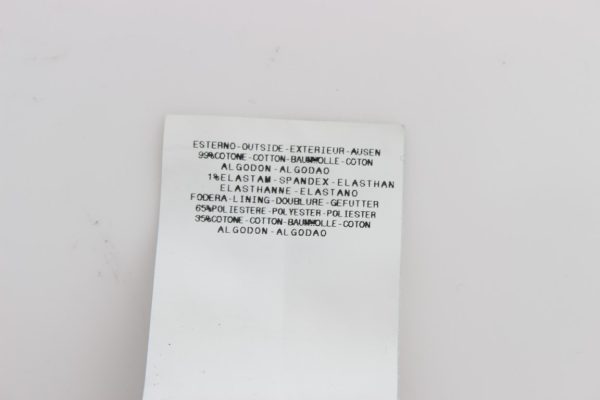 ESTERNO-OUTSIDE-EXTERIEUR-AUSEN
99%COTONE-COTTON-BAUMWOLLE-COTON
ALGODON-ALGODAO
1%ELASTAM-SPANDEX-ELASTHAN
ELASTHANNE-ELASTANO
FODERA-LINING-DOUBLURE-GEFUTTER
65%POLIESTERE-POLYESTER-POLIESTER
35%COTONE-COTTON-BAUMWOLLE-COTON
ALGODON-ALGODAO